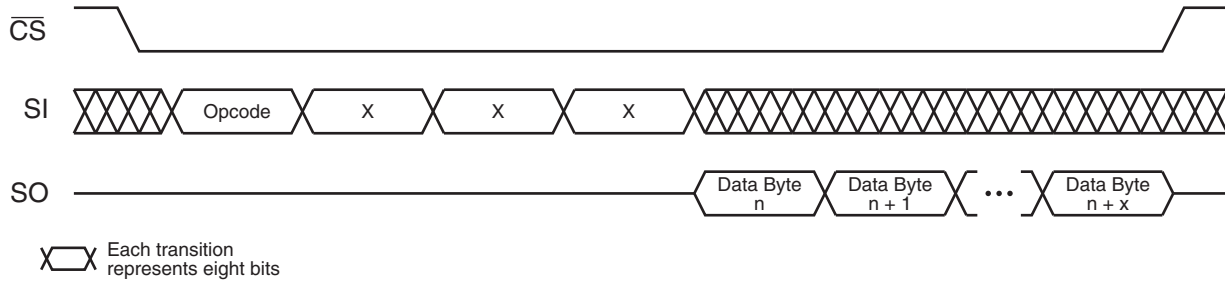 CS
SI
Opcode
X
X
X
SO
Data Byte
n
Data Byte
n + 1
•••
Data Byte
n + x
Each transition
represents eight bits